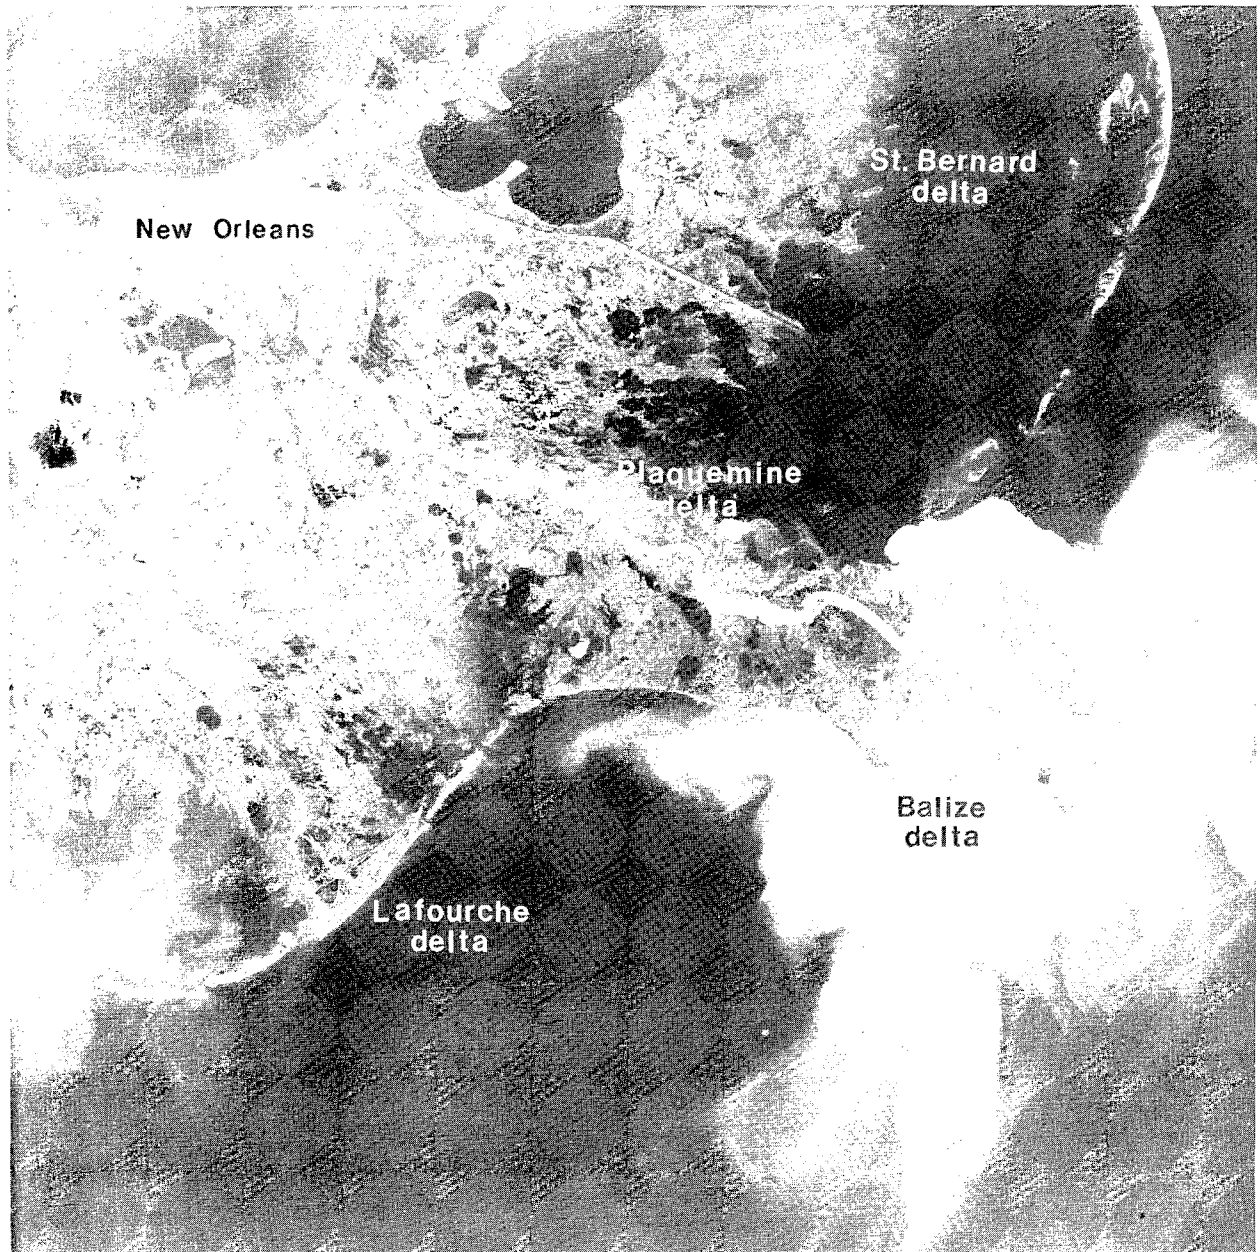 St. Bernard
delta
New Orleans
Plaquemine
delta
Balize
delta
Lafourche
delta